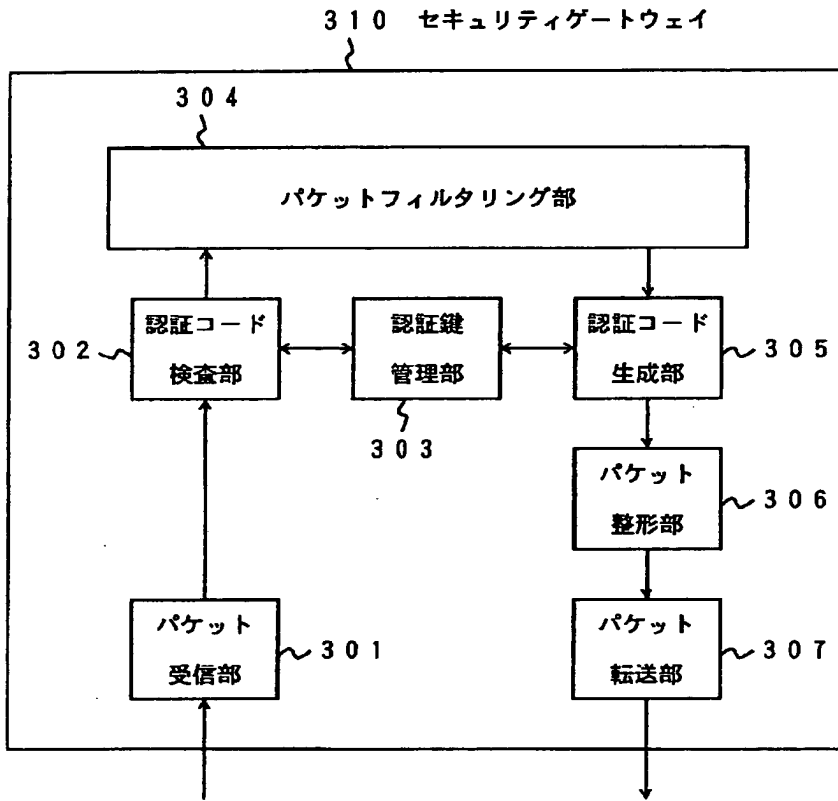 310 セキュリティゲートウェイ
304
パケットフィルタリング部
302
認証コード
検査部
認証鍵
管理部
303
認証コード
生成部
305
パケット
整形部
306
パケット
受信部
301
パケット
転送部
307